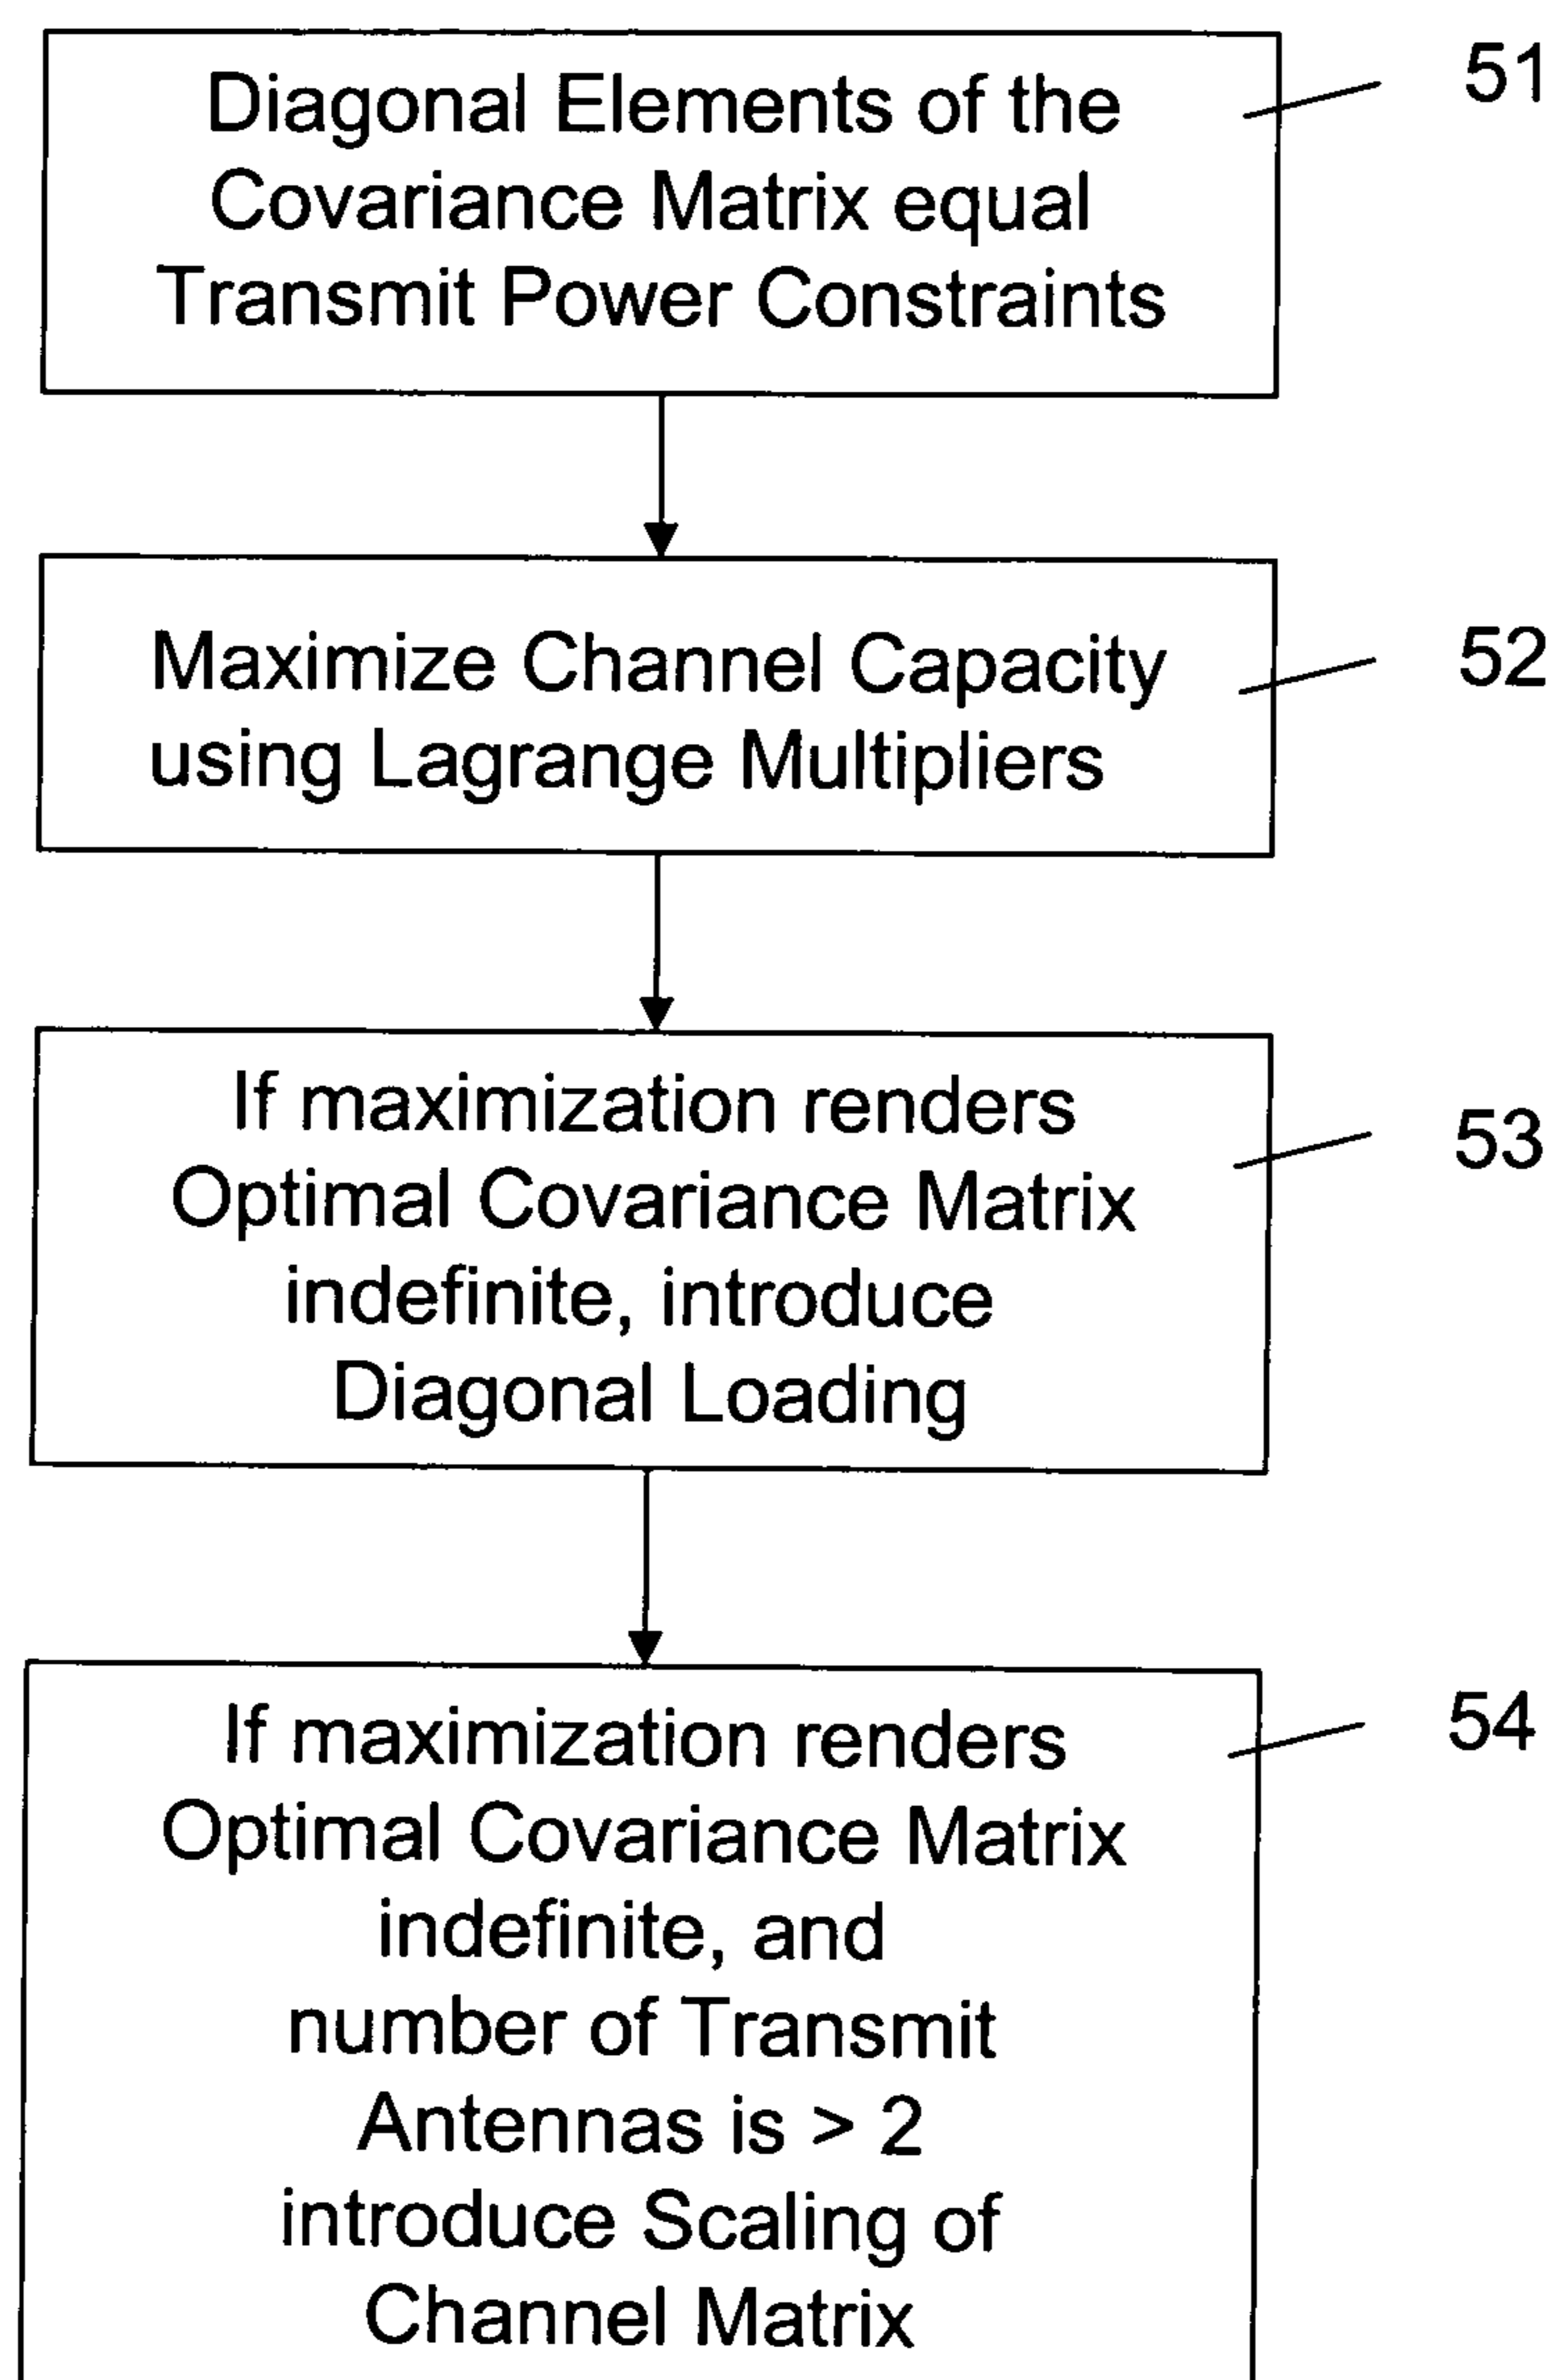 Diagonal Elements of the
Covariance Matrix equal
Transmit Power Constraints
51
Maximize Channel Capacity
using Lagrange Multipliers
52
If maximization renders
Optimal Covariance Matrix
indefinite, introduce
Diagonal Loading
53
If maximization renders
Optimal Covariance Matrix
indefinite, and
number of Transmit
Antennas is > 2
introduce Scaling of
Channel Matrix
54